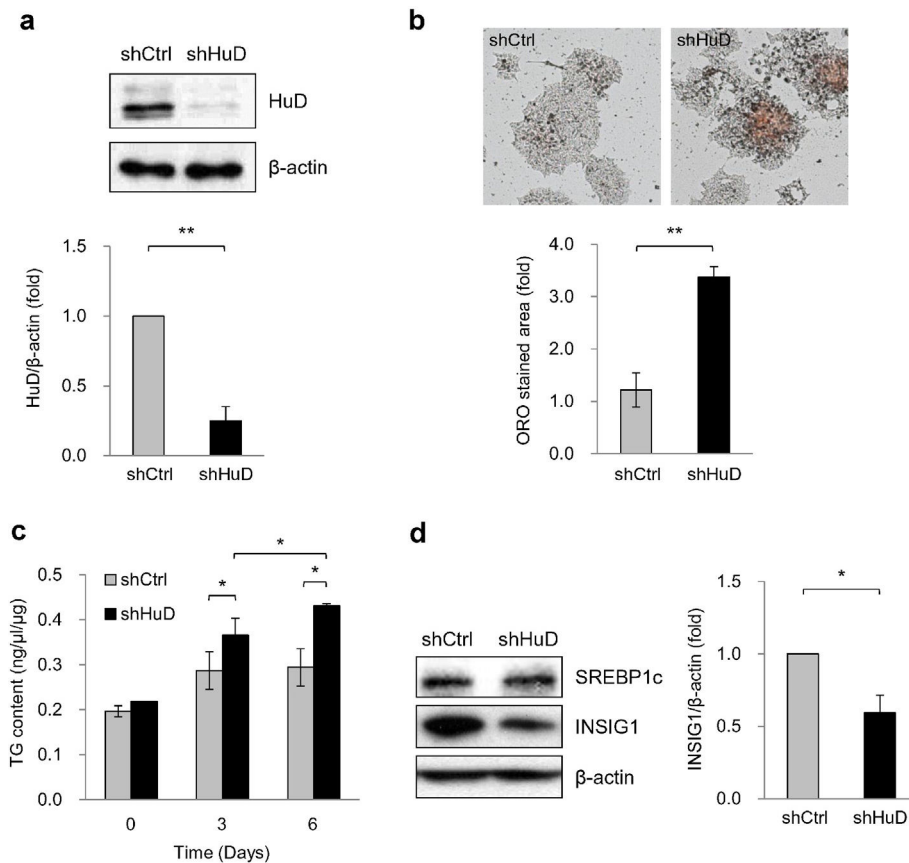 a
shCtrl shHuD
HuD
β-actin
**
HuD/β-actin (fold)
1.5
1.0
0.5
0.0
shCtrl shHuD
b
shCtrl
shHuD
**
ORO stained area (fold)
4.0
3.0
2.0
1.0
0.0
shCtrl shHuD
c
*
* *
shCtrl
shHuD
TG content (ng/μl/μg)
0.5
0.4
0.3
0.2
0.1
0.0
0 3 6
Time (Days)
d
shCtrl shHuD
SREBP1c
INSIG1
β-actin
*
INSIG1/β-actin (fold)
1.5
1.0
0.5
0.0
shCtrl shHuD